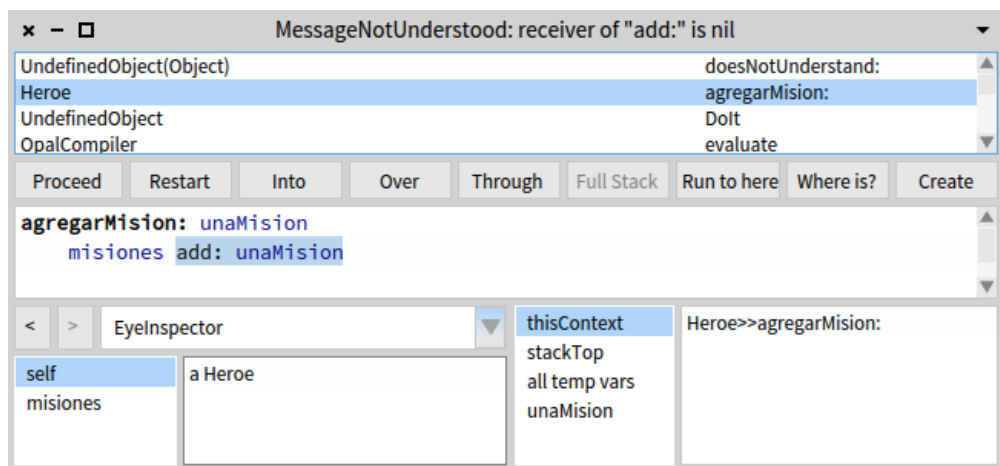 MessageNotUnderstood: receiver of "add:" is nil
UndefinedObject(Object) doesNotUnderstand:
Heroe agregarMision:
UndefinedObject DoIt
OpalCompiler evaluate
Proceed Restart Into Over Through Full Stack Run to here Where is? Create
agregarMision: unaMision
misiones add: unaMision
< > EyeInspector
self
misiones
a Heroe
thisContext
stackTop
all temp vars
unaMision
Heroe>>agregarMision: